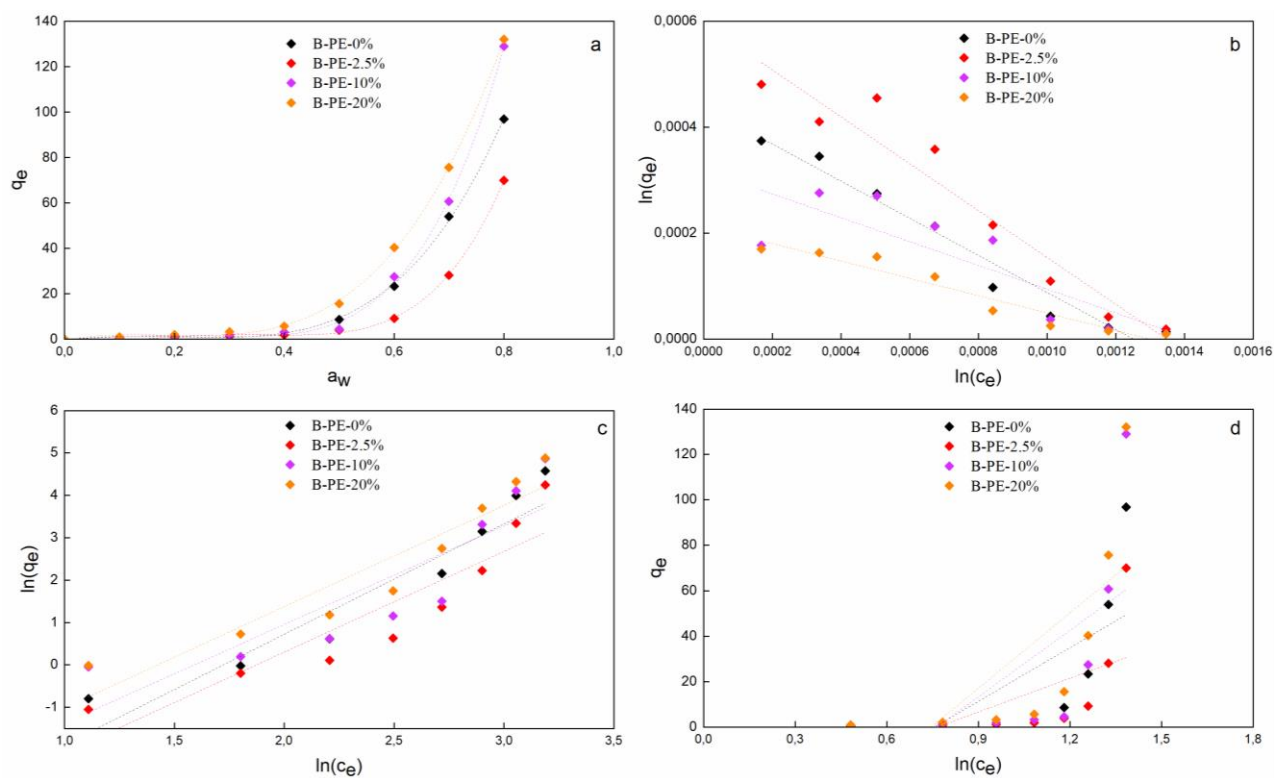 140
120
100
80
60
40
20
0
qe
B-PE-0%
B-PE-2.5%
B-PE-10%
B-PE-20%
a
0,0 0,2 0,4 0,6 0,8 1,0
aw
0,0006
0,0004
0,0002
0,0000
ln(qe)
B-PE-0%
B-PE-2.5%
B-PE-10%
B-PE-20%
b
0,0000 0,0002 0,0004 0,0006 0,0008 0,0010 0,0012 0,0014 0,0016
ln(ce)
6
5
4
3
2
1
0
-1
ln(qe)
B-PE-0%
B-PE-2.5%
B-PE-10%
B-PE-20%
c
1,0 1,5 2,0 2,5 3,0 3,5
ln(ce)
140
120
100
80
60
40
20
0
qe
B-PE-0%
B-PE-2.5%
B-PE-10%
B-PE-20%
d
0,0 0,3 0,6 0,9 1,2 1,5 1,8
ln(ce)